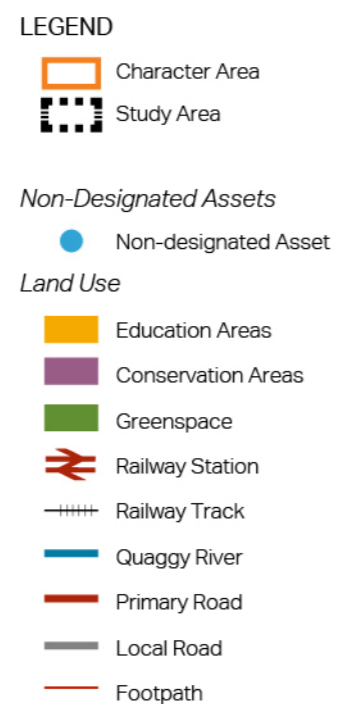 LEGEND
Character Area
Study Area
Non-Designated Assets
Non-designated Asset
Land Use
Education Areas
Conservation Areas
Greenspace
Railway Station
Railway Track
Quaggy River
Primary Road
Local Road
Footpath